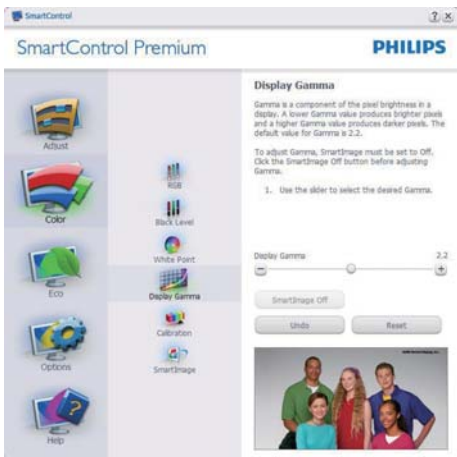 SmartControl
SmartControl Premium
PHILIPS
Adjust
Color
Eco
Options
Help
RGB
Black Level
White Point
Display Gamma
Calibration
SmartImage
Display Gamma
Gamma is a component of the pixel brightness in a
display. A lower Gamma value produces brighter pixels
and a higher Gamma value produces darker pixels. The
default value for Gamma is 2.2.
To adjust Gamma, SmartImage must be set to Off.
Click the SmartImage Off button before adjusting
Gamma.
1. Use the slider to select the desired Gamma.
Display Gamma 2.2
SmartImage Off
Undo Reset